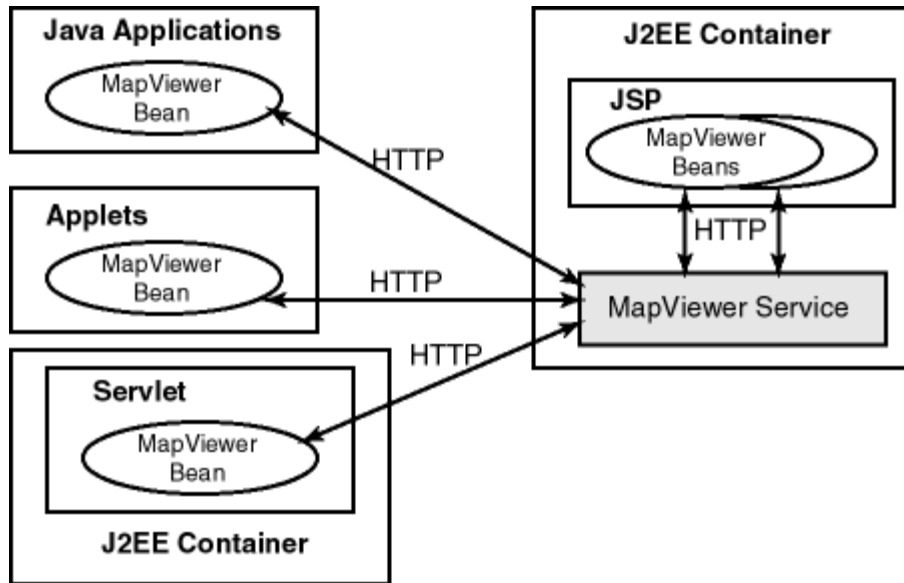 Java Applications
MapViewer
Bean
HTTP
Applets
MapViewer
Bean
HTTP
Servlet
MapViewer
Bean
HTTP
J2EE Container
J2EE Container
JSP
MapViewer
Beans
HTTP
MapViewer Service